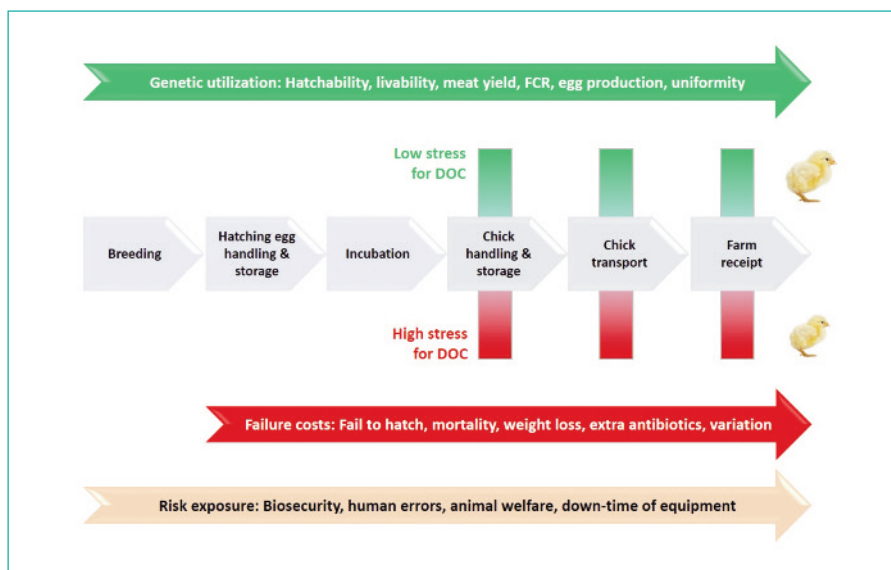 Genetic utilization: Hatchability, livability, meat yield, FCR, egg production, uniformity
Low stress
for DOC
Breeding
Hatching egg
handling &
storage
Incubation
Chick
handling &
storage
Chick
transport
Farm
receipt
High stress
for DOC
Failure costs: Fail to hatch, mortality, weight loss, extra antibiotics, variation
Risk exposure: Biosecurity, human errors, animal welfare, down-time of equipment